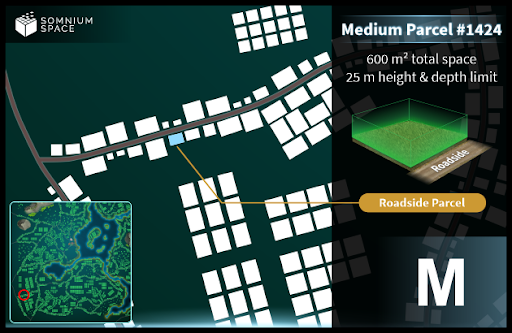 SOMNIUM
SPACE
Medium Parcel #1424
600 m² total space
25 m height & depth limit
Roadside
Roadside Parcel
M